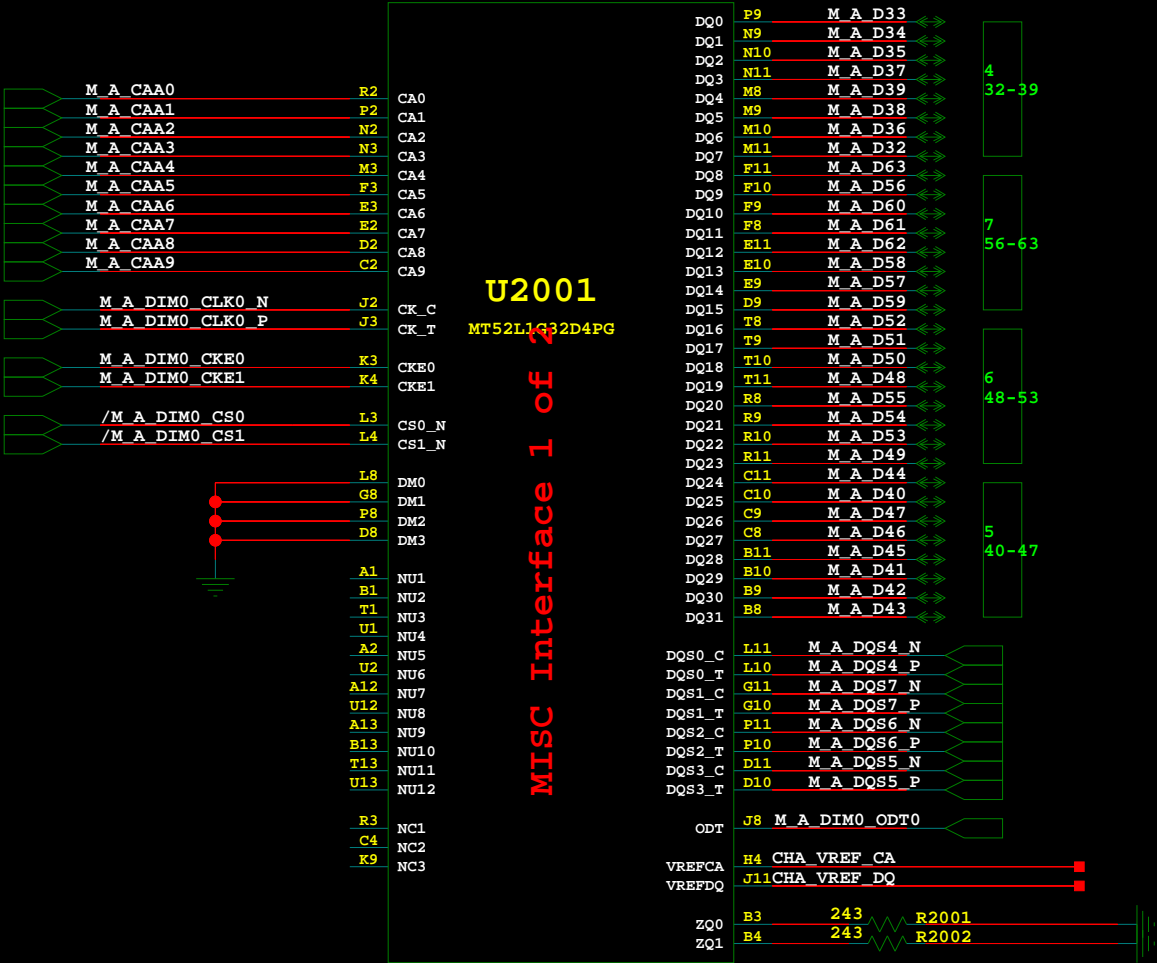 M_A_CAA0 R2 CA0
M_A_CAA1 P2 CA1
M_A_CAA2 N2 CA2
M_A_CAA3 N3 CA3
M_A_CAA4 M3 CA4
M_A_CAA5 F3 CA5
M_A_CAA6 E3 CA6
M_A_CAA7 E2 CA7
M_A_CAA8 D2 CA8
M_A_CAA9 C2 CA9
M_A_DIM0_CLK0_N J2 CK_C
M_A_DIM0_CLK0_P J3 CK_T
M_A_DIM0_CKE0 K3 CKE0
M_A_DIM0_CKE1 K4 CKE1
/M_A_DIM0_CS0 L3 CS0_N
/M_A_DIM0_CS1 L4 CS1_N
L8 DM0
G8 DM1
P8 DM2
D8 DM3
A1 NU1
B1 NU2
T1 NU3
U1 NU4
A2 NU5
U2 NU6
A12 NU7
U12 NU8
A13 NU9
B13 NU10
T13 NU11
U13 NU12
R3 NC1
C4 NC2
K9 NC3
U2001
MT52L1G32D4PG
MISC Interface 1 of 2
DQ0 P9 M_A_D33
DQ1 N9 M_A_D34
DQ2 N10 M_A_D35
DQ3 N11 M_A_D37
DQ4 M8 M_A_D39
DQ5 M9 M_A_D38
DQ6 M10 M_A_D36
DQ7 M11 M_A_D32
4
32-39
DQ8 F11 M_A_D63
DQ9 F10 M_A_D56
DQ10 F9 M_A_D60
DQ11 F8 M_A_D61
DQ12 E11 M_A_D62
DQ13 E10 M_A_D58
DQ14 E9 M_A_D57
DQ15 D9 M_A_D59
7
56-63
DQ16 T8 M_A_D52
DQ17 T9 M_A_D51
DQ18 T10 M_A_D50
DQ19 T11 M_A_D48
DQ20 R8 M_A_D55
DQ21 R9 M_A_D54
DQ22 R10 M_A_D53
DQ23 R11 M_A_D49
6
48-53
DQ24 C11 M_A_D44
DQ25 C10 M_A_D40
DQ26 C9 M_A_D47
DQ27 C8 M_A_D46
DQ28 B11 M_A_D45
DQ29 B10 M_A_D41
DQ30 B9 M_A_D42
DQ31 B8 M_A_D43
5
40-47
DQS0_C L11 M_A_DQS4_N
DQS0_T L10 M_A_DQS4_P
DQS1_C G11 M_A_DQS7_N
DQS1_T G10 M_A_DQS7_P
DQS2_C P11 M_A_DQS6_N
DQS2_T P10 M_A_DQS6_P
DQS3_C D11 M_A_DQS5_N
DQS3_T D10 M_A_DQS5_P
ODT J8 M_A_DIM0_ODT0
VREFCA H4 CHA_VREF_CA
VREFDQ J11 CHA_VREF_DQ
ZQ0 B3 243 R2001
ZQ1 B4 243 R2002